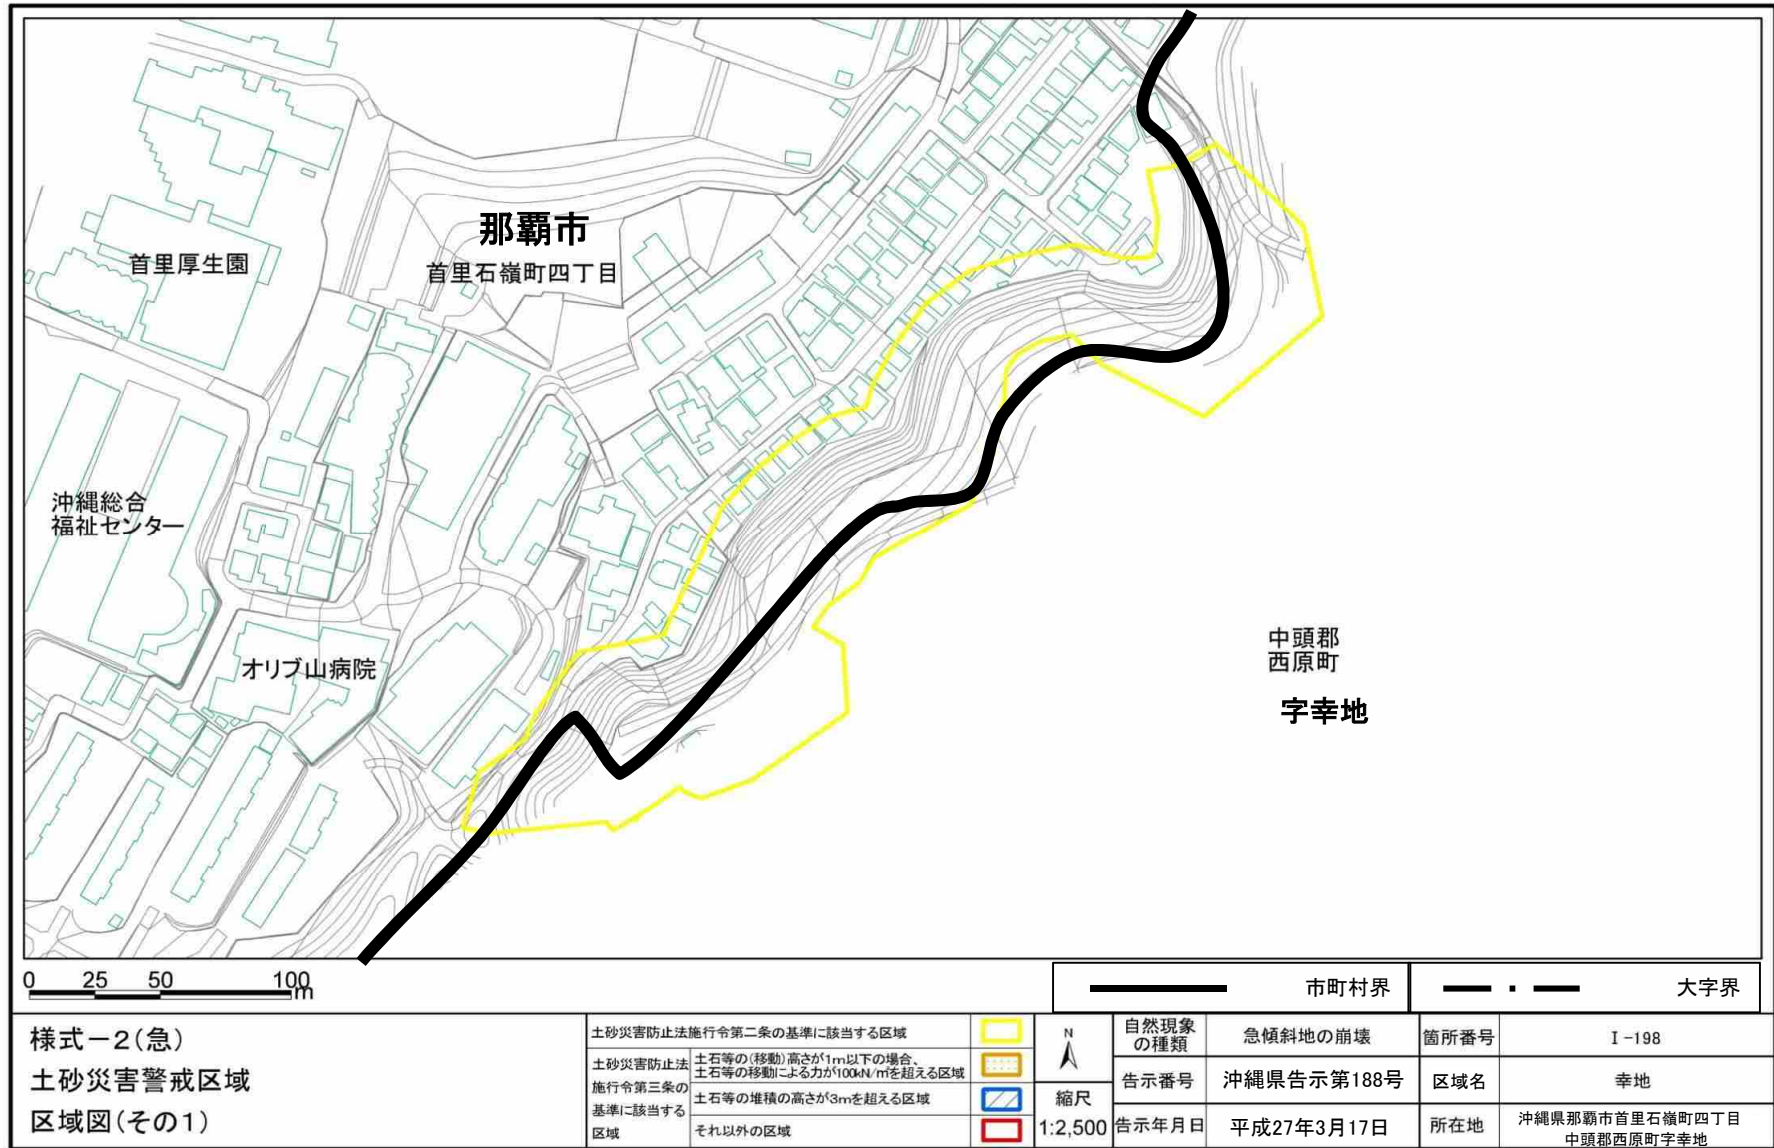 那覇市
首里石嶺町四丁目
首里厚生園
沖縄総合
福祉センター
オリブ山病院
中頭郡
西原町
字幸地
0 25 50 100m
市町村界
大字界
様式－2(急)
土砂災害警戒区域
区域図(その1)
土砂災害防止法施行令第二条の基準に該当する区域
土砂災害防止法
施行令第三条の
基準に該当する
区域
土石等の(移動)高さが1m以下の場合、
土石等の移動による力が100kN/㎡を超える区域
土石等の堆積の高さが3mを超える区域
それ以外の区域
N
縮尺
1:2,500
自然現象
の種類
急傾斜地の崩壊
箇所番号
Ⅰ-198
告示番号
沖縄県告示第188号
区域名
幸地
告示年月日
平成27年3月17日
所在地
沖縄県那覇市首里石嶺町四丁目
中頭郡西原町字幸地